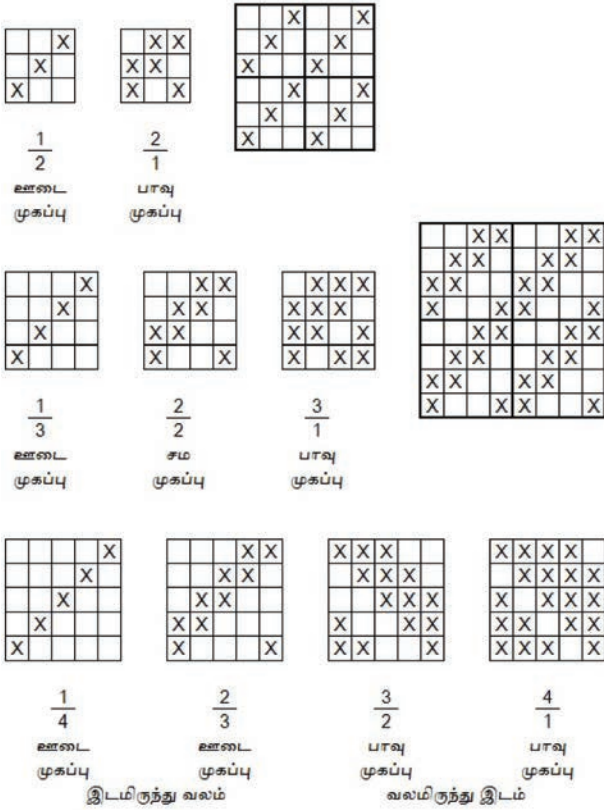 1/2
ஊடை
முகப்பு
2/1
பாவு
முகப்பு
1/3
ஊடை
முகப்பு
2/2
சம
முகப்பு
3/1
பாவு
முகப்பு
1/4
ஊடை
முகப்பு
2/3
ஊடை
முகப்பு
இடமிருந்து வலம்
3/2
பாவு
முகப்பு
4/1
பாவு
முகப்பு
வலமிருந்து இடம்